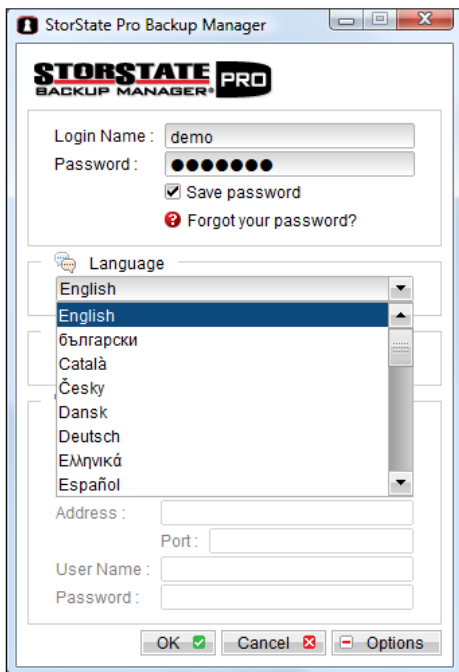 StorState Pro Backup Manager
STORSTATE PRO
BACKUP MANAGER®
Login Name : demo
Password : ●●●●●●●
Save password
Forgot your password?
Language
English
English
български
Català
Česky
Dansk
Deutsch
Ελληνικά
Español
Address :
Port :
User Name :
Password :
OK Cancel Options